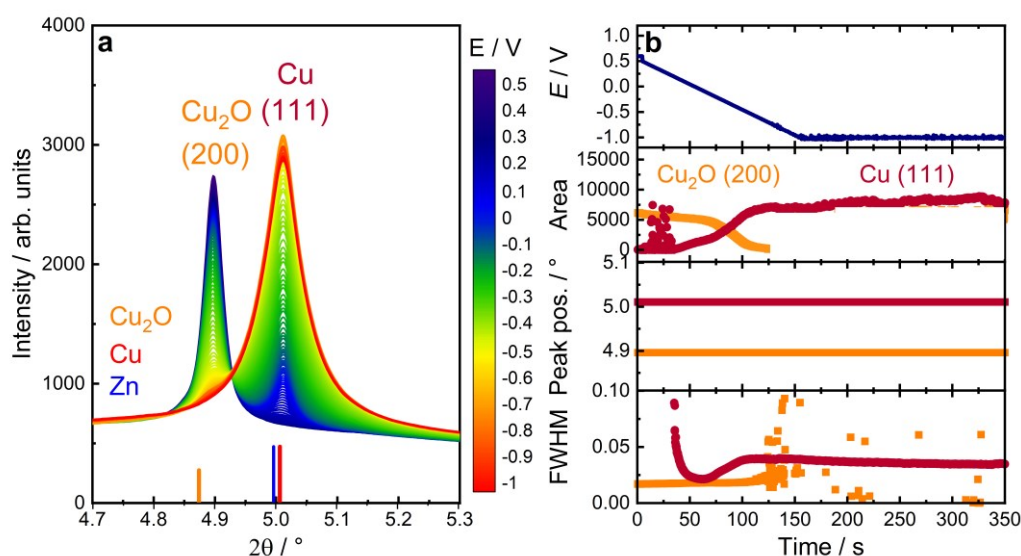 a
Intensity / arb. units
4000
3000
2000
1000
0
Cu₂O
(200)
Cu
(111)
Cu₂O
Cu
Zn
4.7 4.8 4.9 5.0 5.1 5.2 5.3
2θ / °
E / V
0.5
0.4
0.3
0.2
0.1
0
-0.1
-0.2
-0.3
-0.4
-0.5
-0.6
-0.7
-0.8
-0.9
-1
b
E / V
1.0
0.5
0.0
-0.5
-1.0
Area
15000
10000
5000
0
Cu₂O (200) Cu (111)
Peak pos. / °
5.1
5.0
4.9
0.10
FWHM
0.10
0.05
0.00
0 50 100 150 200 250 300 350
Time / s